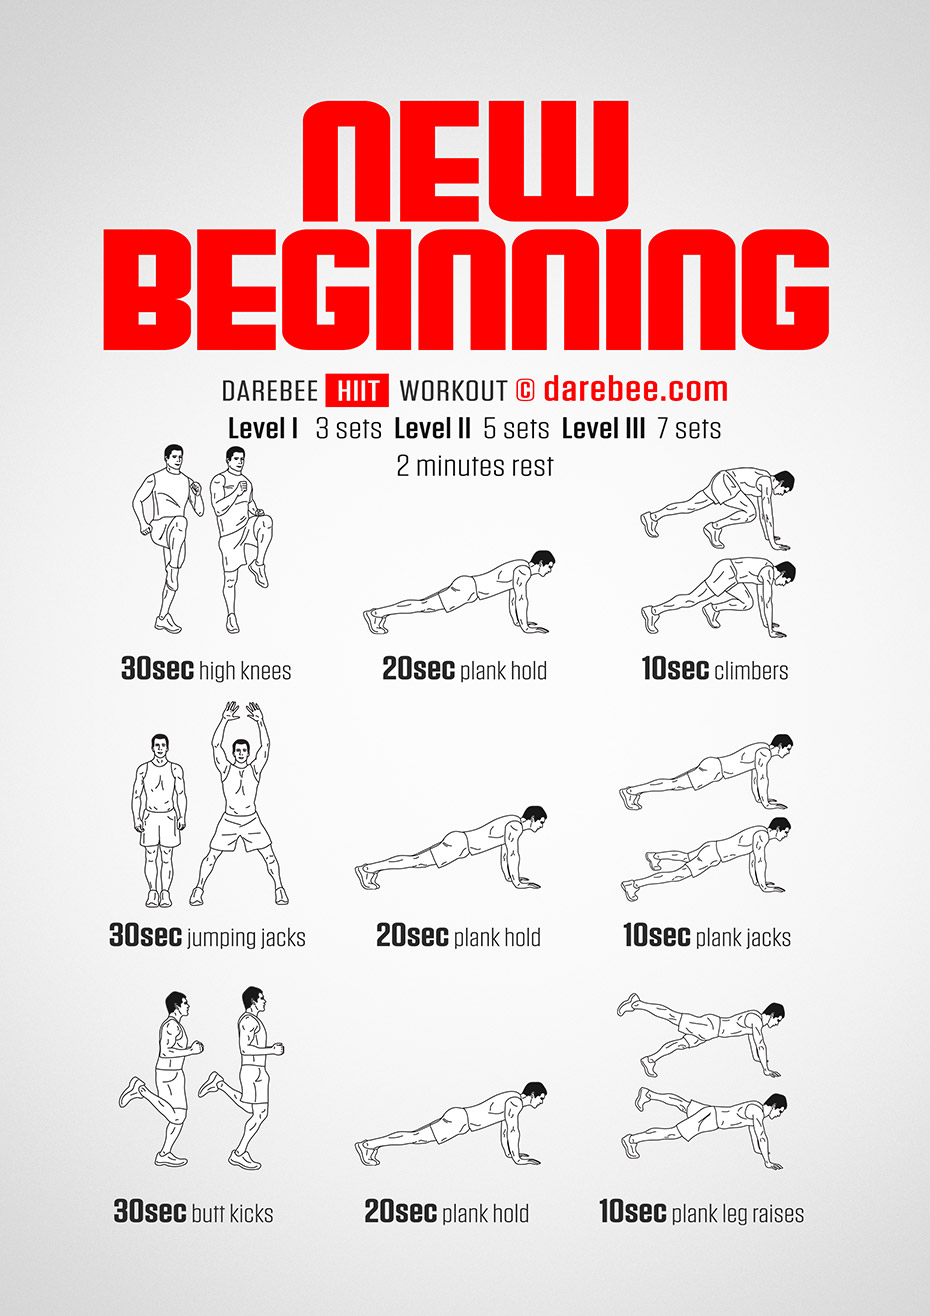 NEW
BEGINNING
DAREBEE HIIT WORKOUT © darebee.com
Level I 3 sets Level II 5 sets Level III 7 sets
2 minutes rest
30sec high knees
20sec plank hold
10sec climbers
30sec jumping jacks
20sec plank hold
10sec plank jacks
30sec butt kicks
20sec plank hold
10sec plank leg raises